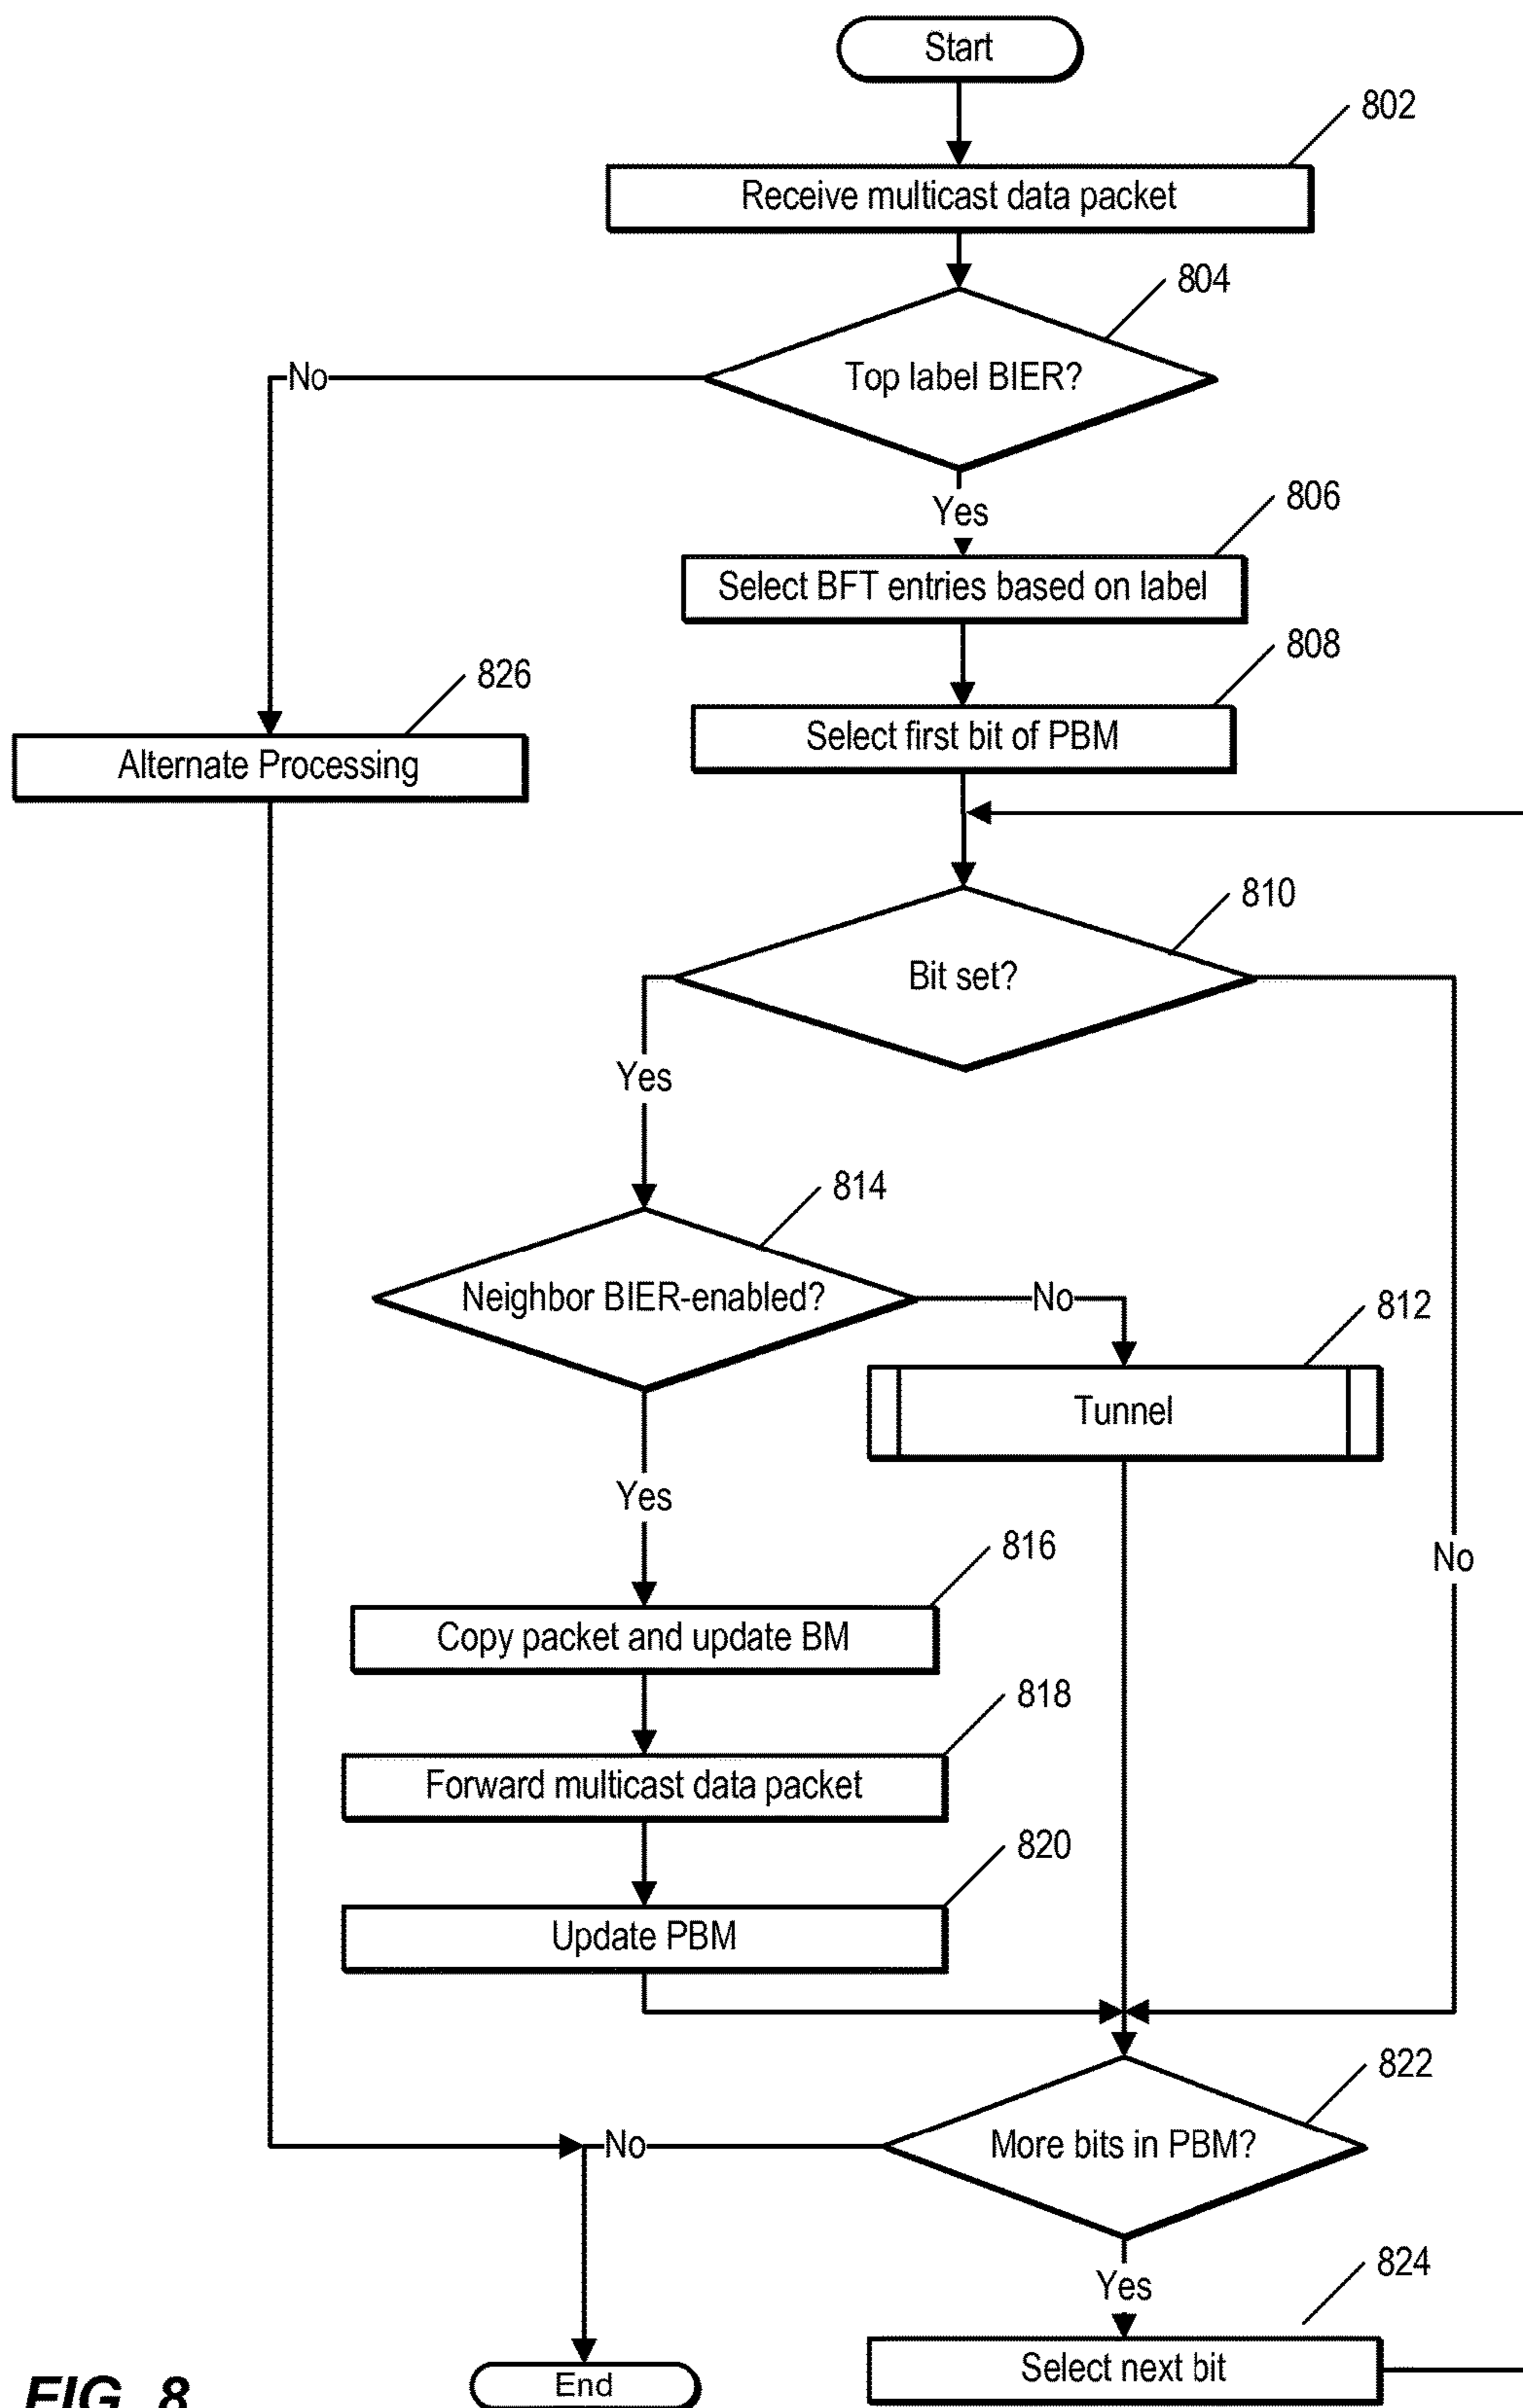 Start
802
Receive multicast data packet
804
Top label BIER?
No
Yes
806
Select BFT entries based on label
808
Select first bit of PBM
826
Alternate Processing
810
Bit set?
Yes
814
Neighbor BIER-enabled?
No
812
Tunnel
Yes
No
816
Copy packet and update BM
818
Forward multicast data packet
820
Update PBM
822
More bits in PBM?
No
Yes
824
Select next bit
End
FIG. 8